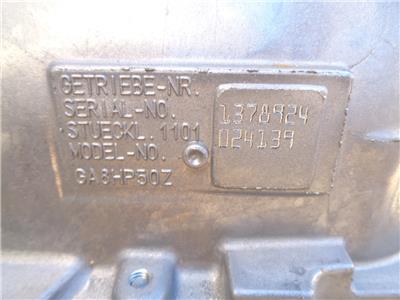 GETRIEBE-NR.
SERIAL-NO. 1378924
STUECKL. 1101 024139
MODEL-NO.
GA8HP50Z